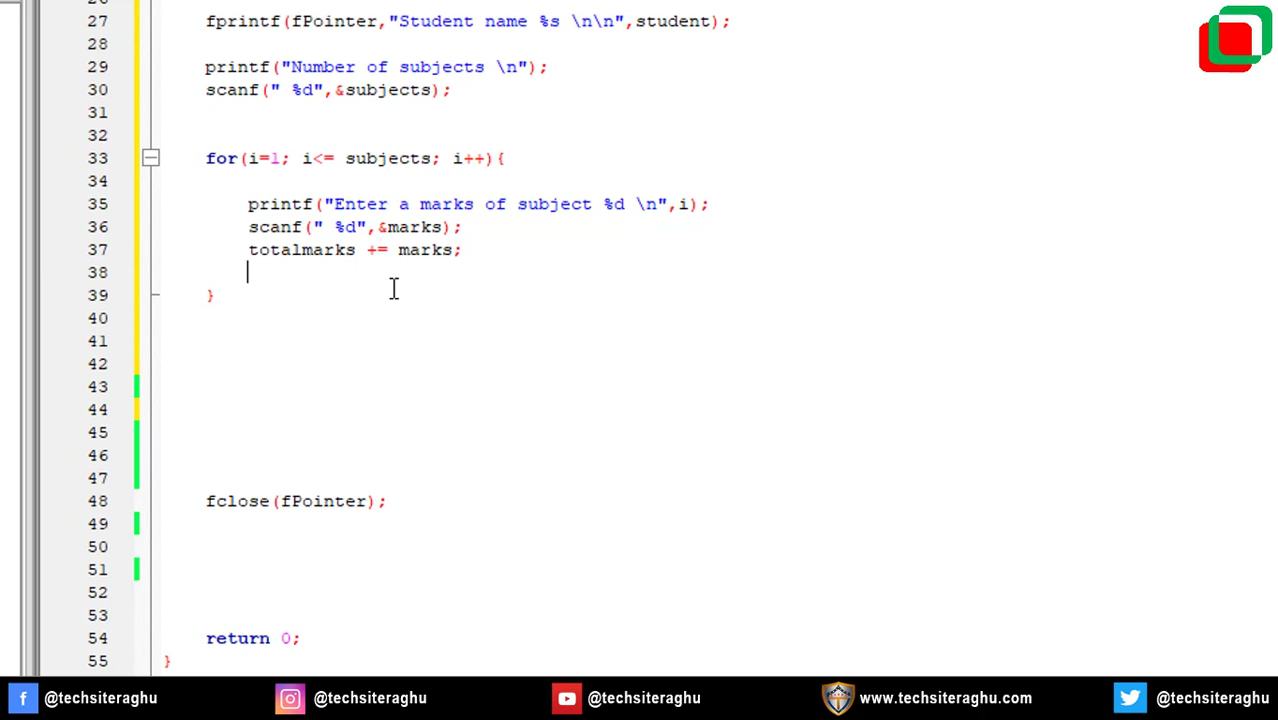 26
27 fprintf(fPointer,"Student name %s \n\n",student);
28
29 printf("Number of subjects \n");
30 scanf(" %d",&subjects);
31
32
33 for(i=1; i<= subjects; i++){
34
35 printf("Enter a marks of subject %d \n",i);
36 scanf(" %d",&marks);
37 totalmarks += marks;
38
39 }
40
41
42
43
44
45
46
47
48 fclose(fPointer);
49
50
51
52
53
54 return 0;
55 }
@techsiteraghu @techsiteraghu @techsiteraghu www.techsiteraghu.com @techsiteraghu